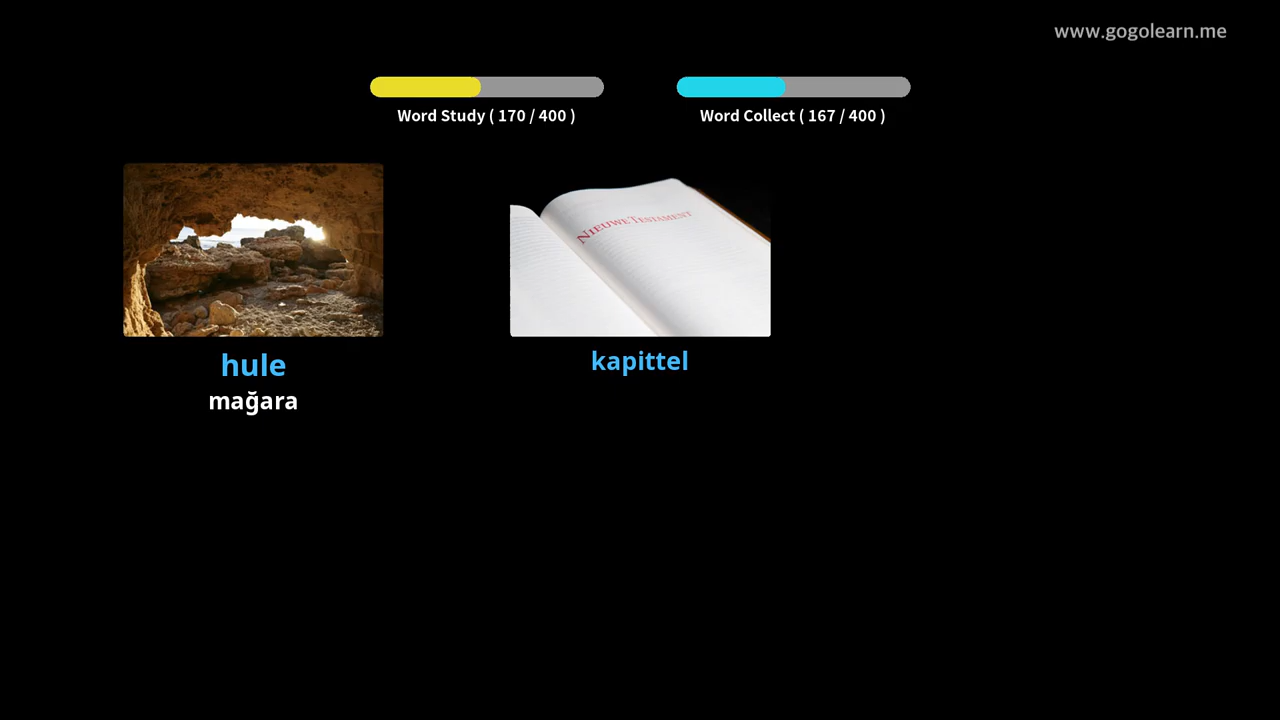 www.gogolearn.me
Word Study ( 170 / 400 )
Word Collect ( 167 / 400 )
NIEUWE TESTAMENT
hule
kapittel
mağara